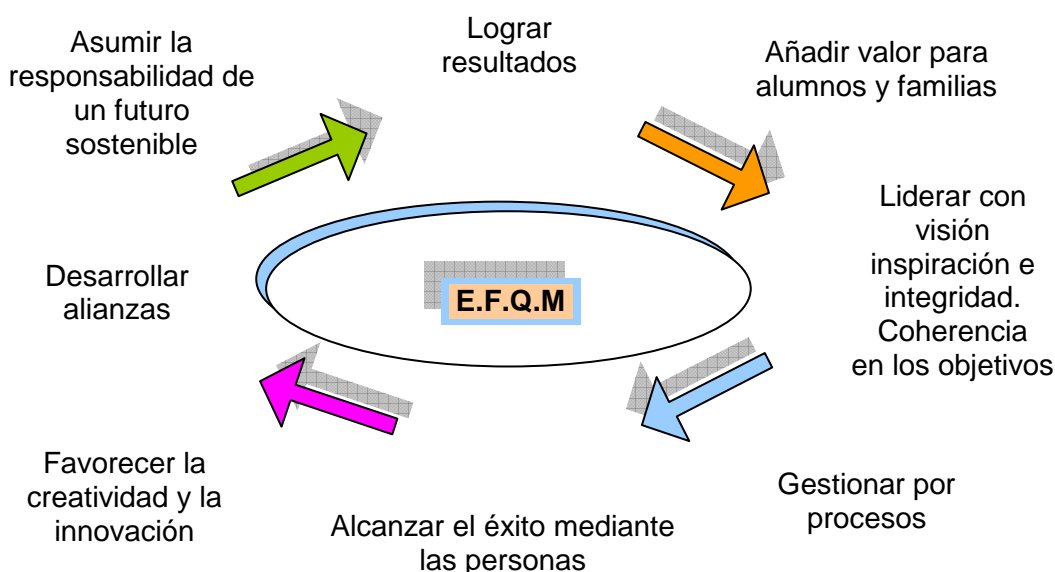 Lograr
resultados
Añadir valor para
alumnos y familias
Liderar con
visión
inspiración e
integridad.
Coherencia
en los objetivos
Gestionar por
procesos
Alcanzar el éxito mediante
las personas
Favorecer la
creatividad y la
innovación
Desarrollar
alianzas
Asumir la
responsabilidad de
un futuro
sostenible
E.F.Q.M